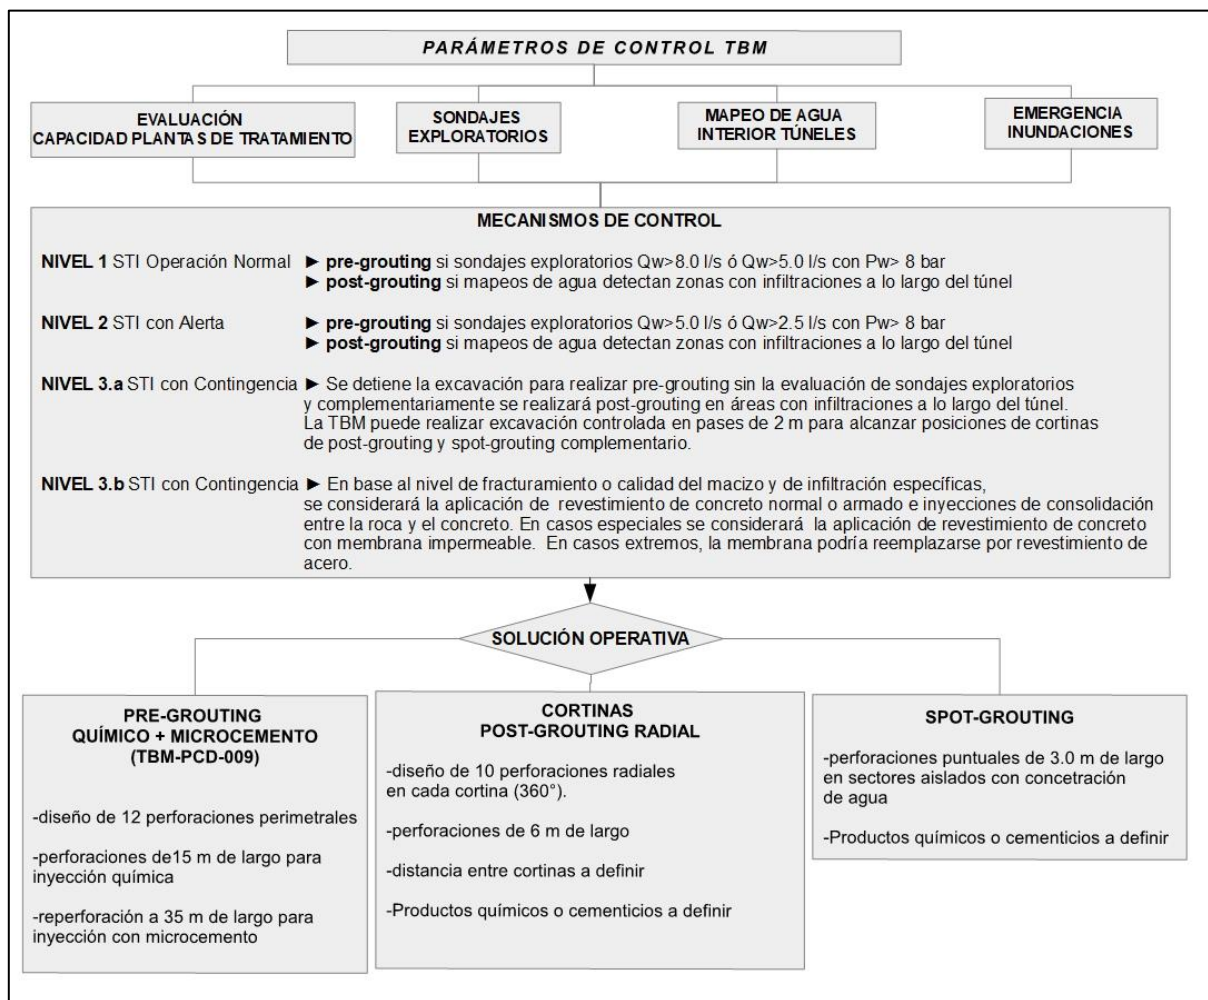 PARÁMETROS DE CONTROL TBM
EVALUACIÓN
CAPACIDAD PLANTAS DE TRATAMIENTO
SONDAJES
EXPLORATORIOS
MAPEO DE AGUA
INTERIOR TÚNELES
EMERGENCIA
INUNDACIONES
MECANISMOS DE CONTROL
NIVEL 1 STI Operación Normal ► pre-grouting si sondajes exploratorios Qw>8.0 l/s ó Qw>5.0 l/s con Pw> 8 bar
► post-grouting si mapeos de agua detectan zonas con infiltraciones a lo largo del túnel
NIVEL 2 STI con Alerta ► pre-grouting si sondajes exploratorios Qw>5.0 l/s ó Qw>2.5 l/s con Pw> 8 bar
► post-grouting si mapeos de agua detectan zonas con infiltraciones a lo largo del túnel
NIVEL 3.a STI con Contingencia ► Se detiene la excavación para realizar pre-grouting sin la evaluación de sondajes exploratorios
y complementariamente se realizará post-grouting en áreas con infiltraciones a lo largo del túnel.
La TBM puede realizar excavación controlada en pases de 2 m para alcanzar posiciones de cortinas
de post-grouting y spot-grouting complementario.
NIVEL 3.b STI con Contingencia ► En base al nivel de fracturamiento o calidad del macizo y de infiltración específicas,
se considerará la aplicación de revestimiento de concreto normal o armado e inyecciones de consolidación
entre la roca y el concreto. En casos especiales se considerará la aplicación de revestimiento de concreto
con membrana impermeable. En casos extremos, la membrana podría reemplazarse por revestimiento de
acero.
SOLUCIÓN OPERATIVA
PRE-GROUTING
QUÍMICO + MICROCEMENTO
(TBM-PCD-009)
-diseño de 12 perforaciones perimetrales
-perforaciones de15 m de largo para
inyección química
-reperforación a 35 m de largo para
inyección con microcemento
CORTINAS
POST-GROUTING RADIAL
-diseño de 10 perforaciones radiales
en cada cortina (360°).
-perforaciones de 6 m de largo
-distancia entre cortinas a definir
-Productos químicos o cementicios a definir
SPOT-GROUTING
-perforaciones puntuales de 3.0 m de largo
en sectores aislados con concetración
de agua
-Productos químicos o cementicios a definir